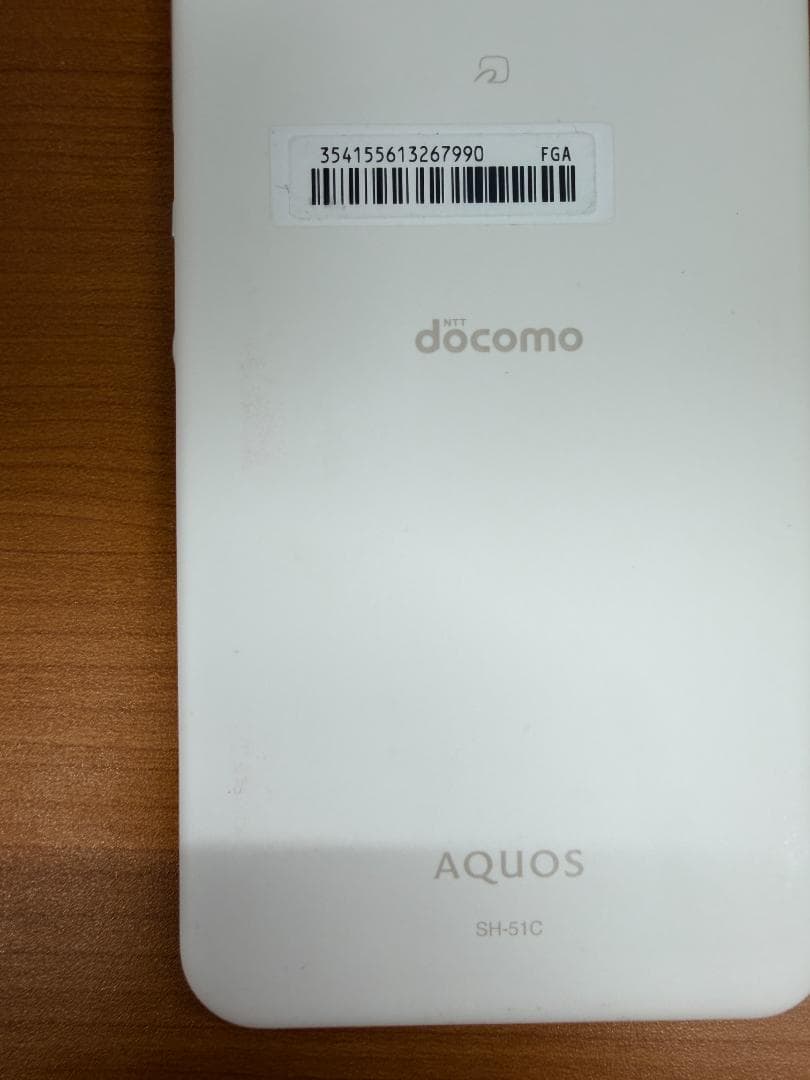 354155613267990 FGA
NTT
docomo
AQUOS
SH-51C